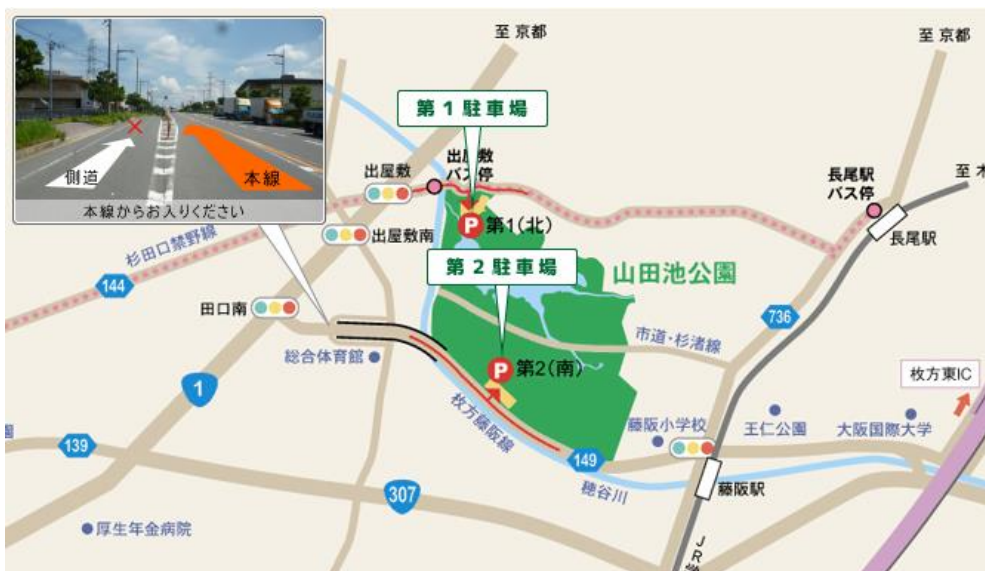 至 京都
至 京都
第1駐車場
側道
本線
本線からお入りください
出屋敷
出屋敷
バス停
長尾駅
バス停
至 木
長尾駅
第1(北)
出屋敷南
杉田口禁野線
144
第2駐車場
山田池公園
田口南
736
市道・杉渚線
総合体育館
第2(南)
枚方東IC
1
枚方藤阪線
藤阪小学校
王仁公園
大阪国際大学
園
139
149
307
穂谷川
藤阪駅
厚生年金病院
P
P